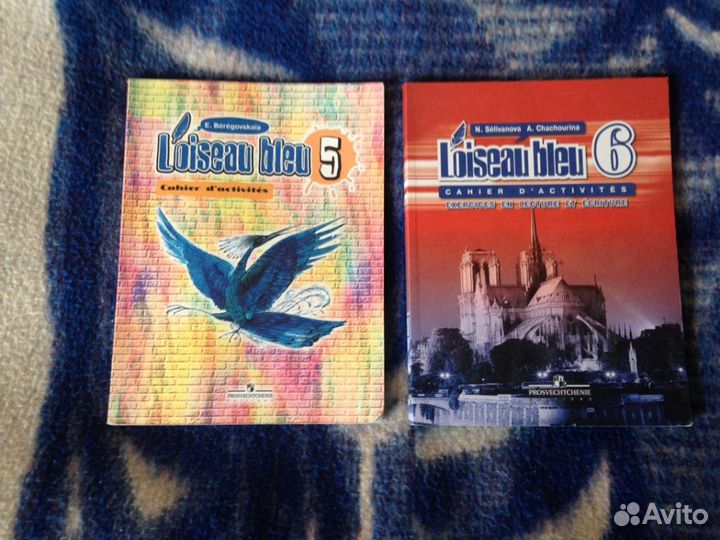 E. Bérégovskaïa
L'oiseau bleu 5
Cahier d'activités
PROSVECHTCHENIE
N. Sélivanova A. Chachourina
L'oiseau bleu 6
CAHIER D'ACTIVITÉS
EXERCICES EN LECTURE ET ÉCRITURE
PROSVECHTCHENIE
Avito